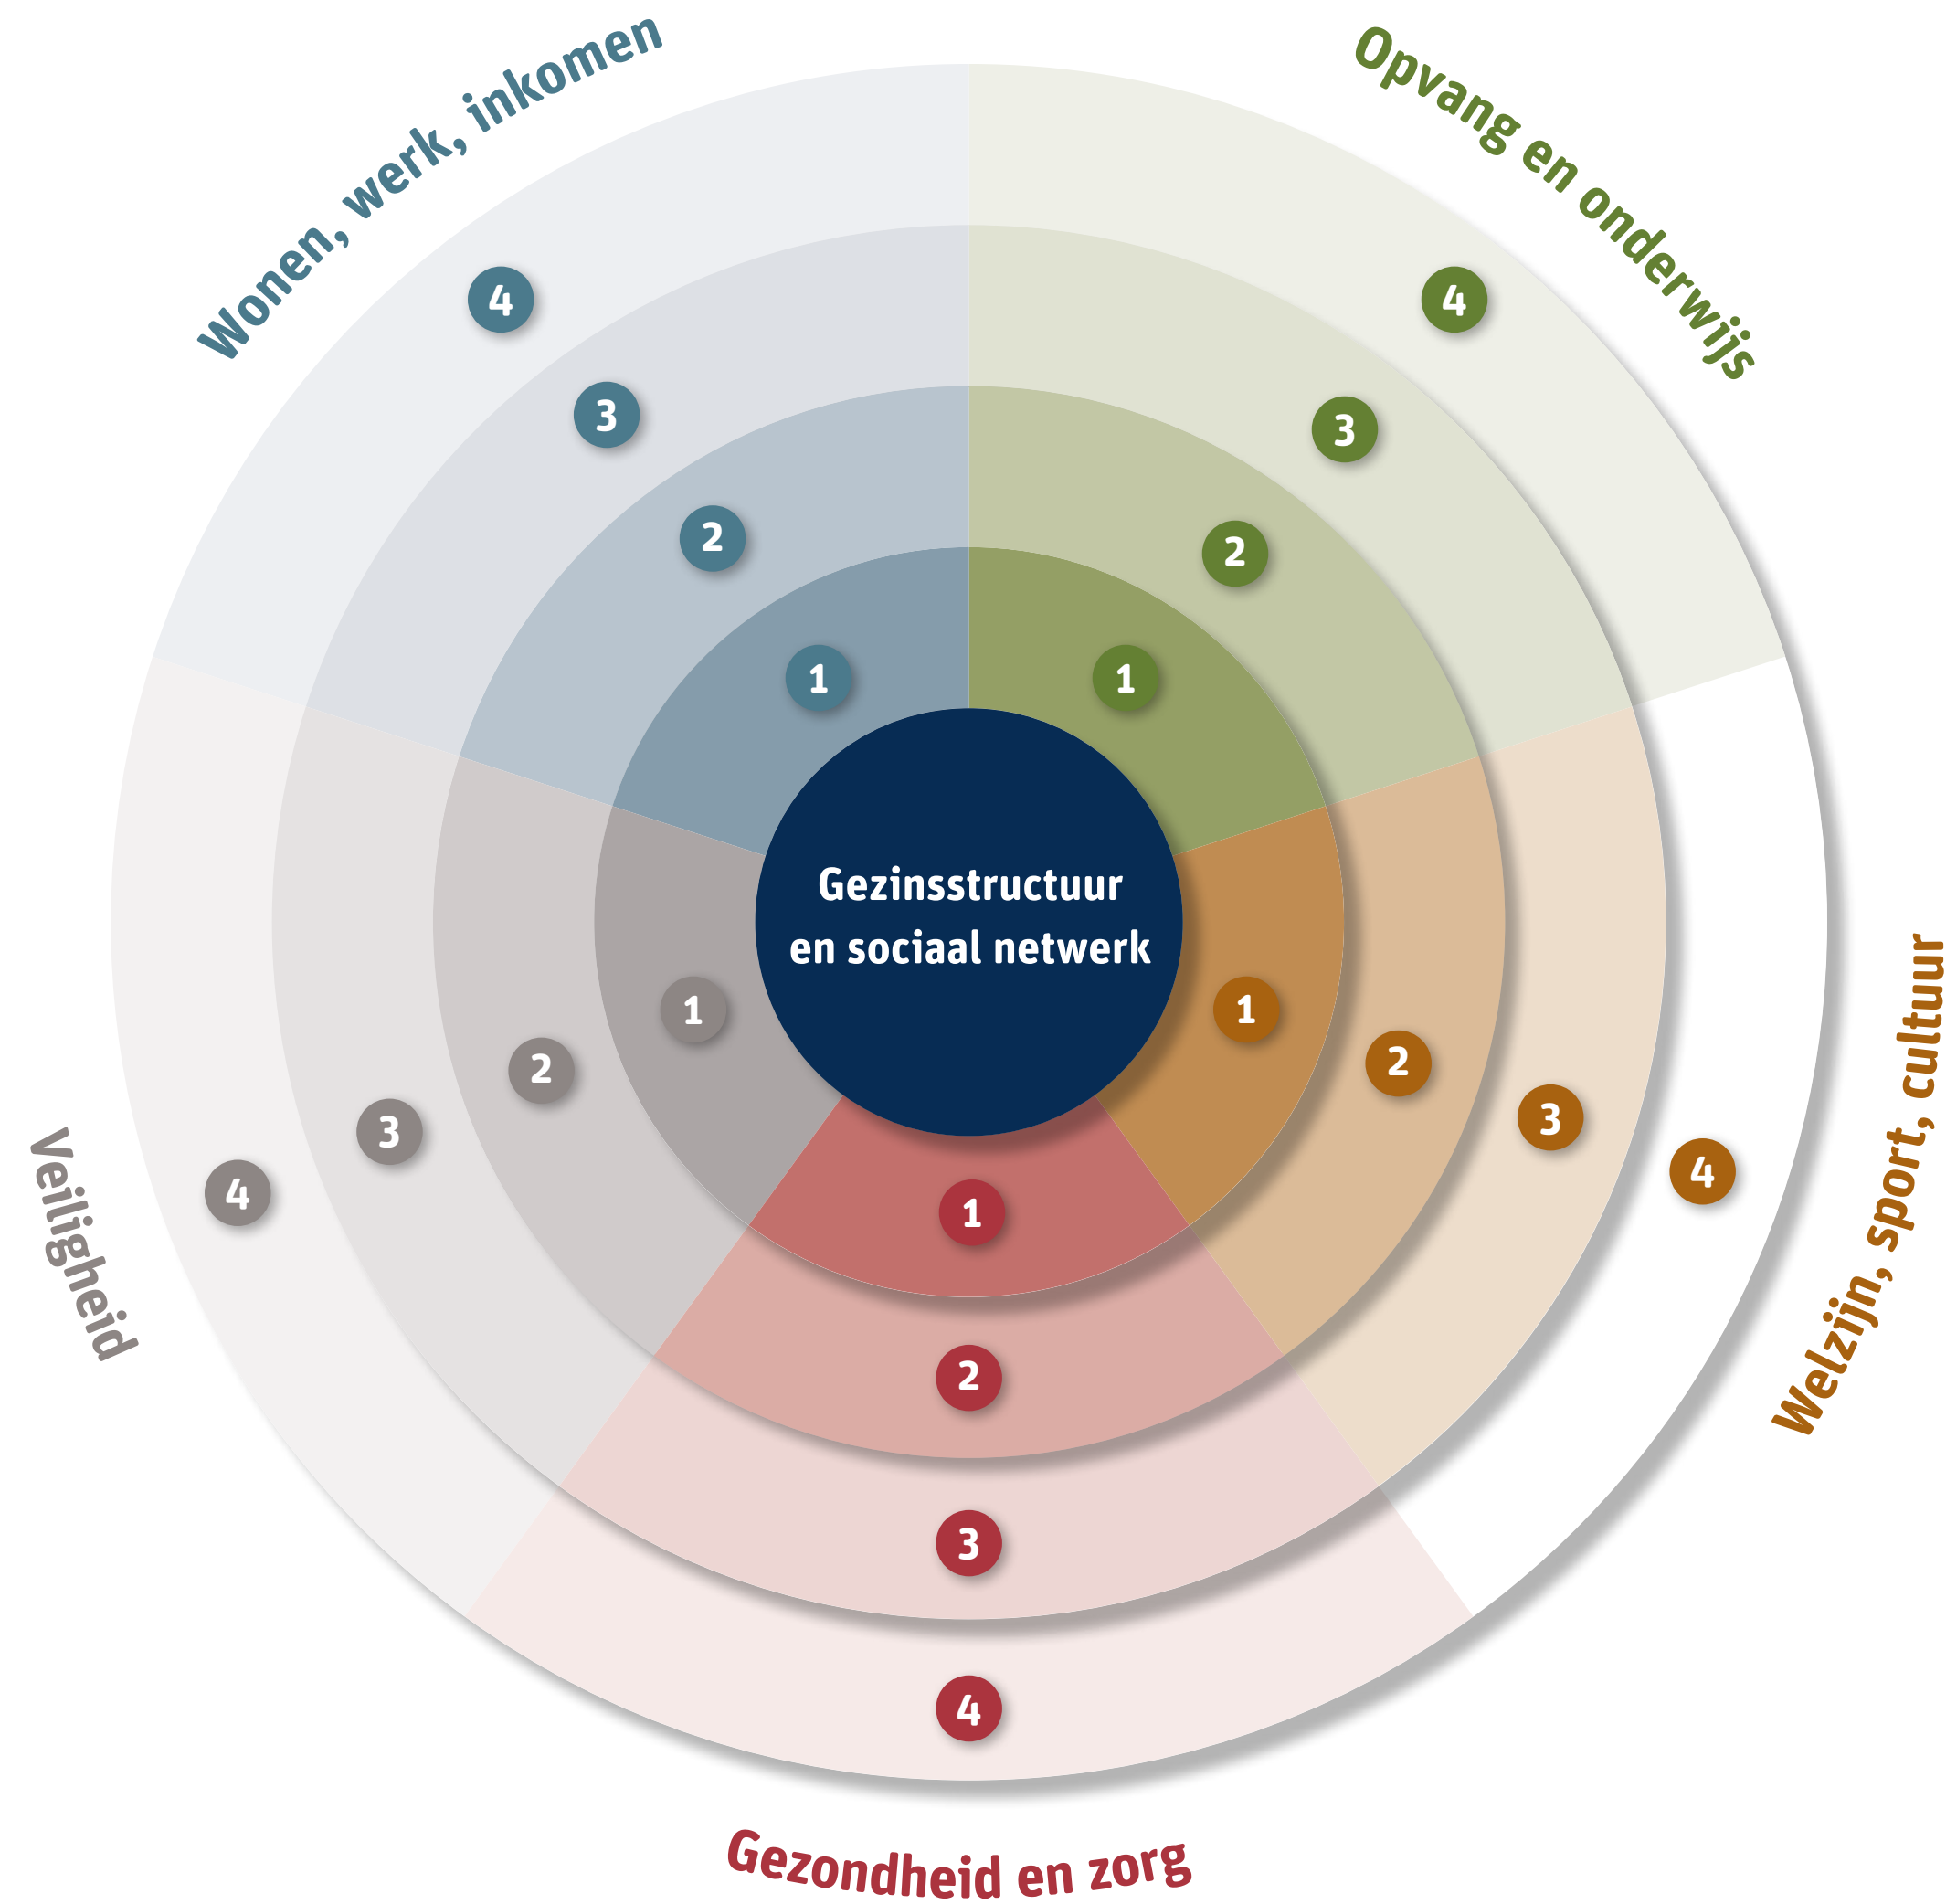 Wonen, werk, inkomen
Opvang en onderwijs
4
4
3
3
2
2
1
1
Gezinsstructuur
en sociaal netwerk
1
1
2
2
3
3
4
4
Veiligheid
Welzijn, sport, cultuur
1
2
3
4
Gezondheid en zorg